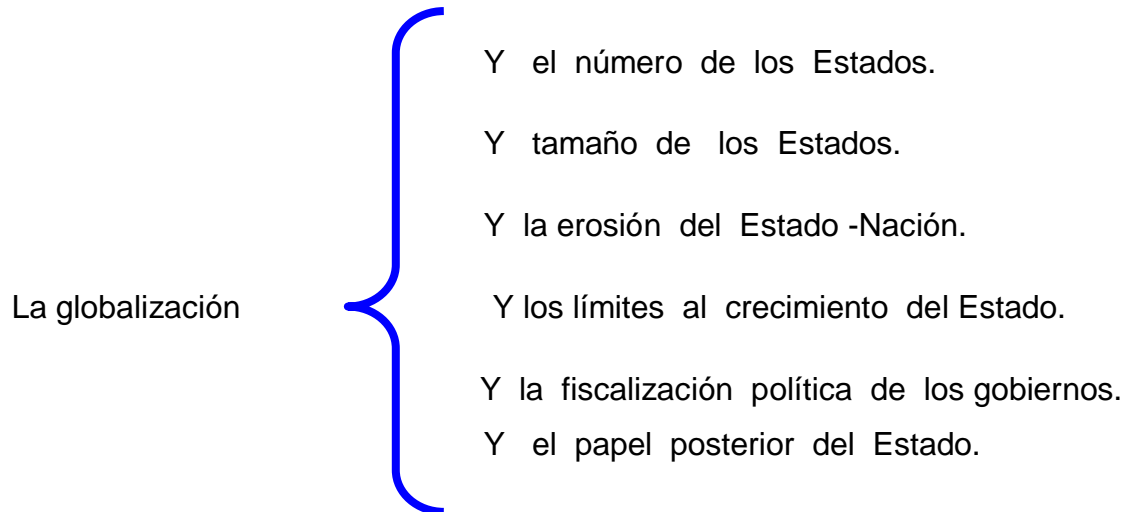 Y el número de los Estados.
Y tamaño de los Estados.
Y la erosión del Estado -Nación.
La globalización
Y los límites al crecimiento del Estado.
Y la fiscalización política de los gobiernos.
Y el papel posterior del Estado.